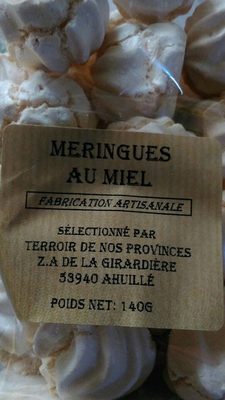 MERINGUES
AU MIEL
FABRICATION ARTISANALE
SÉLECTIONNÉ PAR
TERROIR DE NOS PROVINCES
Z.A DE LA GIRARDIÈRE
53940 AHUILLÉ
POIDS NET: 140G